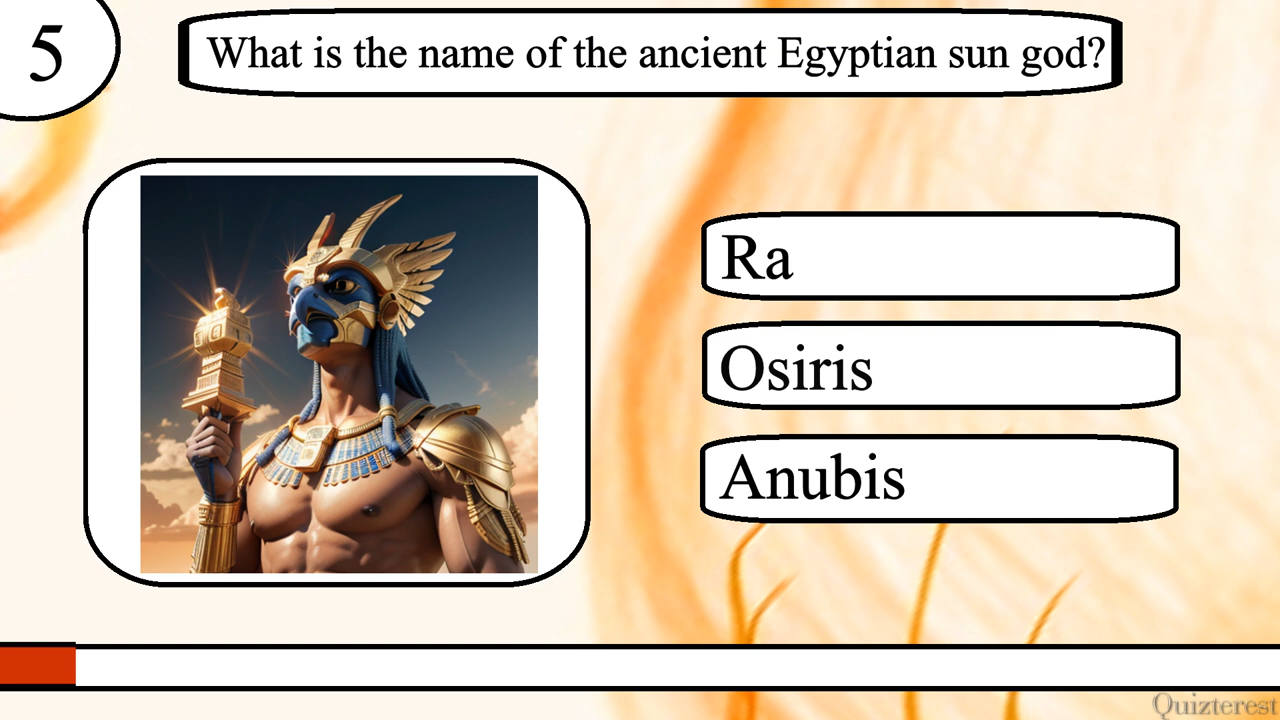 5
What is the name of the ancient Egyptian sun god?
Ra
Osiris
Anubis
Quizterest